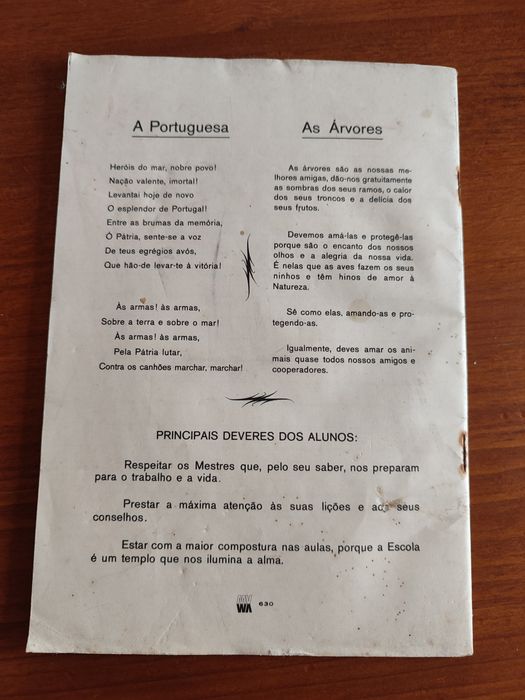 A Portuguesa
Heróis do mar, nobre povo!
Nação valente, imortal!
Levantai hoje de novo
O esplendor de Portugal!
Entre as brumas da memória,
Ó Pátria, sente-se a voz
De teus egrégios avós,
Que hão-de levar-te à vitória!
Às armas! às armas,
Sobre a terra e sobre o mar!
Às armas! às armas,
Pela Pátria lutar,
Contra os canhões marchar, marchar!
As Árvores
As árvores são as nossas me-
lhores amigas, dão-nos gratuitamente
as sombras dos seus ramos, o calor
dos seus troncos e a delícia dos
seus frutos.
Devemos amá-las e protegê-las
porque são o encanto dos nossos
olhos e a alegria da nossa vida.
É nelas que as aves fazem os seus
ninhos e têm hinos de amor à
Natureza.
Sê como elas, amando-as e pro-
tegendo-as.
Igualmente, deves amar os ani-
mais quase todos nossos amigos e
cooperadores.
PRINCIPAIS DEVERES DOS ALUNOS:
Respeitar os Mestres que, pelo seu saber, nos preparam
para o trabalho e a vida.
Prestar a máxima atenção às suas lições e aos seus
conselhos.
Estar com a maior compostura nas aulas, porque a Escola
é um templo que nos ilumina a alma.
WA 630